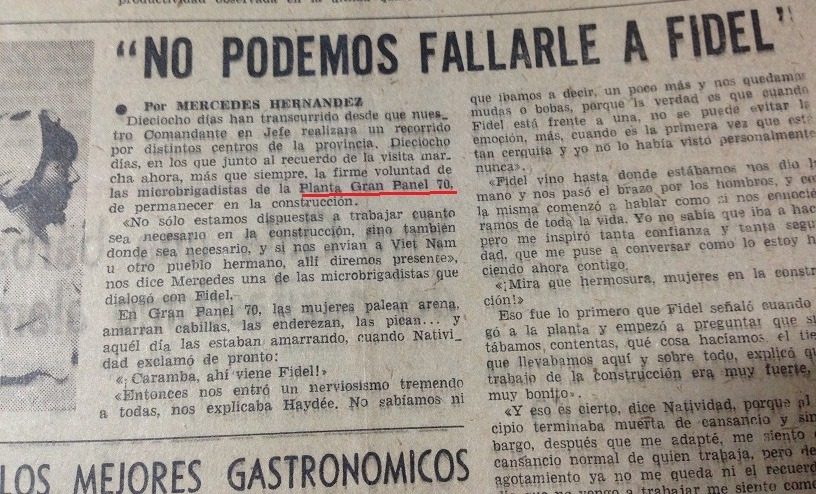 "NO PODEMOS FALLARLE A FIDEL"
Por MERCEDES HERNANDEZ
Dieciocho días han transcurrido desde que nues_
tro Comandante en Jefe realizara un recorrido
por distintos centros de la provincia. Dieciocho
días, en los que junto al recuerdo de la visita mar_
cha ahora, más que siempre, la firme voluntad de
las microbrigadistas de la Planta Gran Panel 70,
de permanecer en la construcción.
«No sólo estamos dispuestas a trabajar cuanto
sea necesario en la construcción, sino también
donde sea necesario, y si nos envían a Viet Nam
u otro pueblo hermano, allí diremos presente»,
nos dice Mercedes una de las microbrigadistas que
dialogó con Fidel.
En Gran Panel 70, las mujeres palean arena,
amarran cabillas, las enderezan, las pican... y
aquél día las estaban amarrando, cuando Nativi_
dad exclamó de pronto:
«¡Caramba, ahí viene Fidel!»
«Entonces nos entró un nerviosismo tremendo
a todas, nos explicaba Haydée. No sabíamos ni
que íbamos a decir, un poco más y nos quedamos
mudas o bobas, porque la verdad es que cuando
Fidel está frente a una, no se puede evitar la
emoción, más, cuando es la primera vez que está
tan cerquita y yo no lo había visto personalmente
nunca».
«Fidel vino hasta donde estábamos nos dio la
mano y nos pasó el brazo por los hombros, y co
la misma comenzó a hablar como si nos conocié
ramos de toda la vida. Yo no sabía que iba a hac
pero me inspiró tanta confianza y tanta segu
dad, que me puse a conversar como lo estoy h
ciendo ahora contigo.
«¡Mira que hermosura, mujeres en la constr
ción!»
Eso fue lo primero que Fidel señaló cuando
gó a la planta y empezó a preguntar que si
tábamos, contentas, qué cosa hacíamos, el tie
que llevábamos aquí y sobre todo, explicó qu
trabajo de la construcción era muy fuerte,
muy bonito».
«Y eso es cierto, dice Natividad, porque al
cipio terminaba muerta de cansancio y sin
bargo, después que me adapté, me siento
cansancio normal de quien trabaja, pero de
agotamiento ya no me queda ni el recuerd
a trabajar me siento como
LOS MEJORES GASTRONOMICOS